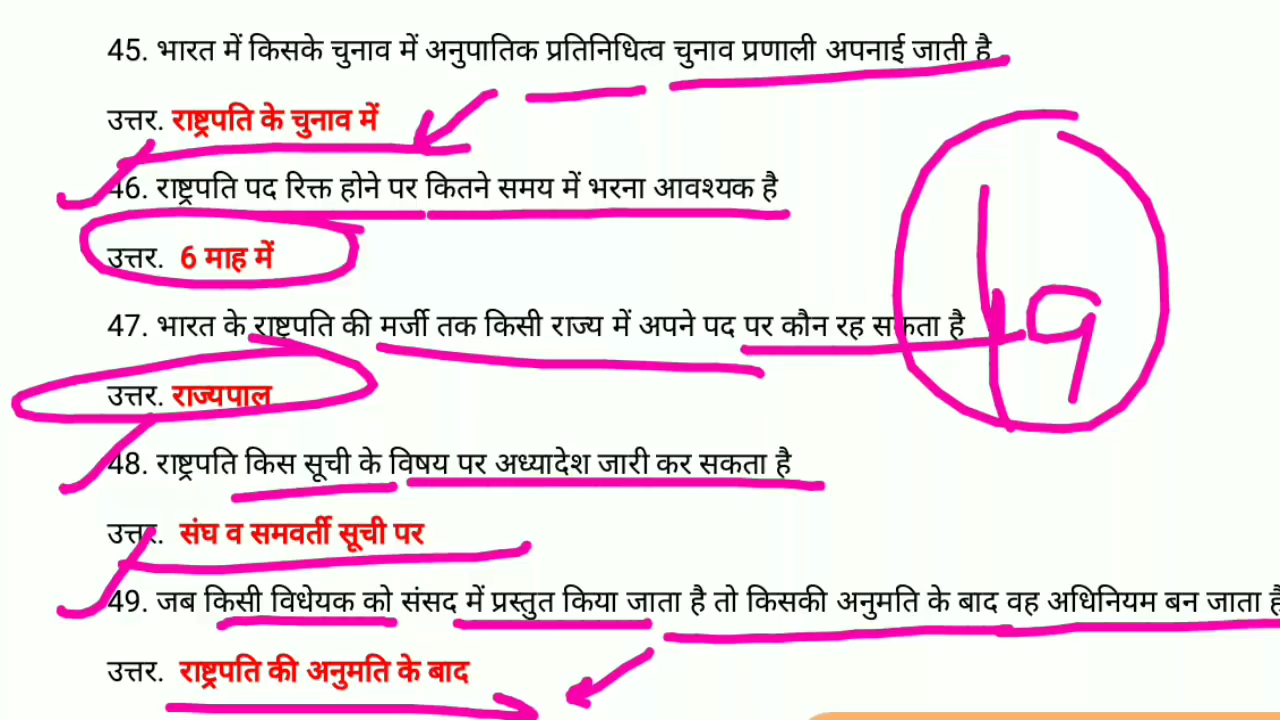 45. भारत में किसके चुनाव में अनुपातिक प्रतिनिधित्व चुनाव प्रणाली अपनाई जाती है
उत्तर. राष्ट्रपति के चुनाव में
46. राष्ट्रपति पद रिक्त होने पर कितने समय में भरना आवश्यक है
उत्तर. 6 माह में
47. भारत के राष्ट्रपति की मर्जी तक किसी राज्य में अपने पद पर कौन रह सकता है
उत्तर. राज्यपाल
48. राष्ट्रपति किस सूची के विषय पर अध्यादेश जारी कर सकता है
उत्तर. संघ व समवर्ती सूची पर
49. जब किसी विधेयक को संसद में प्रस्तुत किया जाता है तो किसकी अनुमति के बाद वह अधिनियम बन जाता है
उत्तर. राष्ट्रपति की अनुमति के बाद